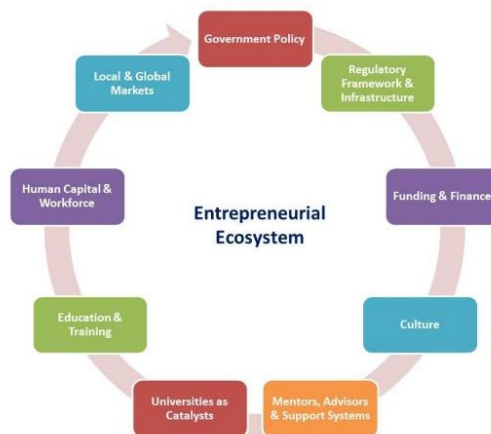 Government Policy
Regulatory
Framework &
Infrastructure
Funding & Finance
Culture
Mentors, Advisors
& Support Systems
Universities as
Catalysts
Education &
Training
Human Capital &
Workforce
Local & Global
Markets
Entrepreneurial
Ecosystem